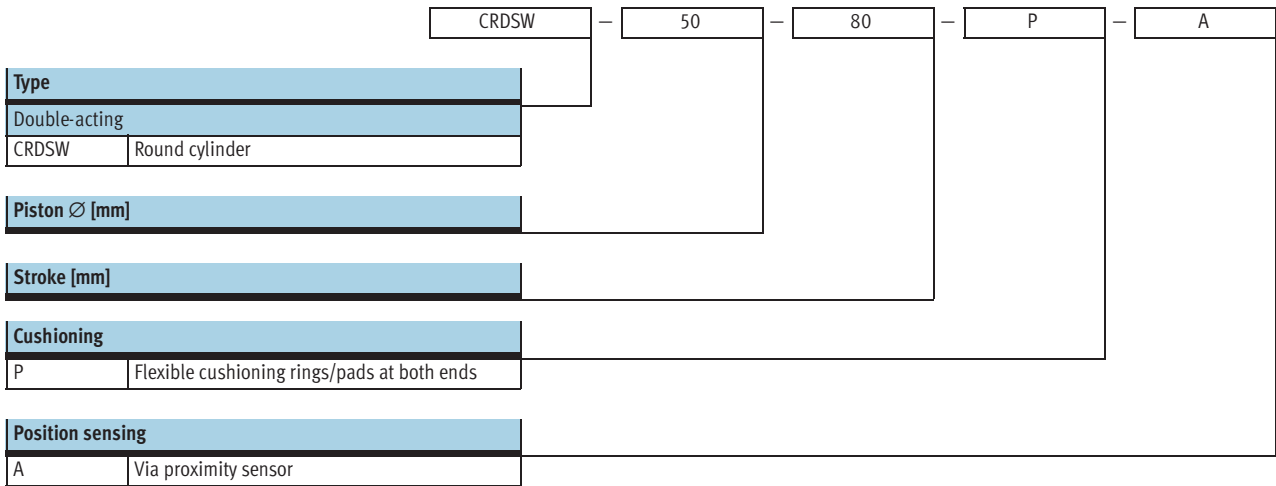 CRDSW – 50 – 80 – P – A
Type
Double-acting
CRDSW Round cylinder
Piston ∅ [mm]
Stroke [mm]
Cushioning
P Flexible cushioning rings/pads at both ends
Position sensing
A Via proximity sensor